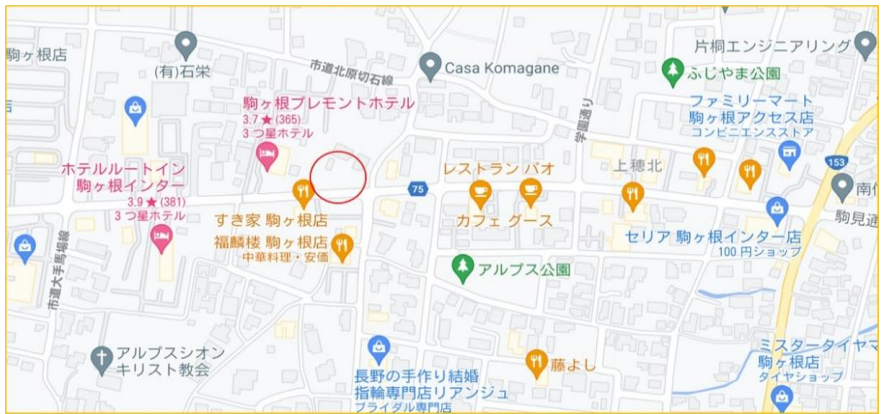 駒ヶ根店
(有)石栄
市道北原切石線
Casa Komagane
学園通り
片桐エンジニアリング
ふじやま公園
駒ヶ根プレモントホテル
3.7★(365)
3 つ星ホテル
ファミリーマート
駒ヶ根アクセス店
コンビニエンスストア
153
ホテルルートイン
駒ヶ根インター
3.9★(381)
3 つ星ホテル
75
レストラン バオ
カフェ グース
上穂北
南信
駒見通
すき家 駒ヶ根店
福麟楼 駒ヶ根店
中華料理・安価
セリア 駒ヶ根インター店
100 円ショップ
アルプス公園
市道大手馬場線
アルプスシオン
キリスト教会
長野の手作り結婚
指輪専門店リアンジュ
ブライダル専門店
藤よし
ミスタータイヤマ
駒ヶ根店
タイヤショップ